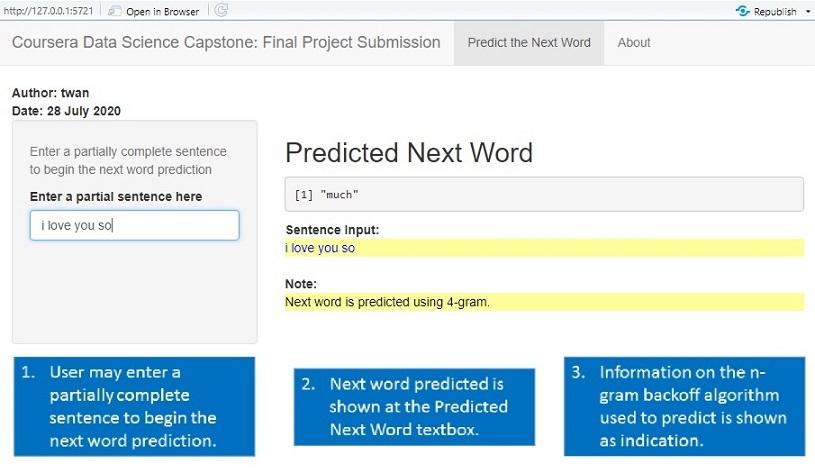 http://127.0.0.1:5721
Open in Browser
Republish
Coursera Data Science Capstone: Final Project Submission
Predict the Next Word
About
Author: twan
Date: 28 July 2020
Enter a partially complete sentence
to begin the next word prediction
Enter a partial sentence here
i love you so
Predicted Next Word
[1] "much"
Sentence Input:
i love you so
Note:
Next word is predicted using 4-gram.
1. User may enter a
partially complete
sentence to begin the
next word prediction.
2. Next word predicted is
shown at the Predicted
Next Word textbox.
3. Information on the n-
gram backoff algorithm
used to predict is shown
as indication.